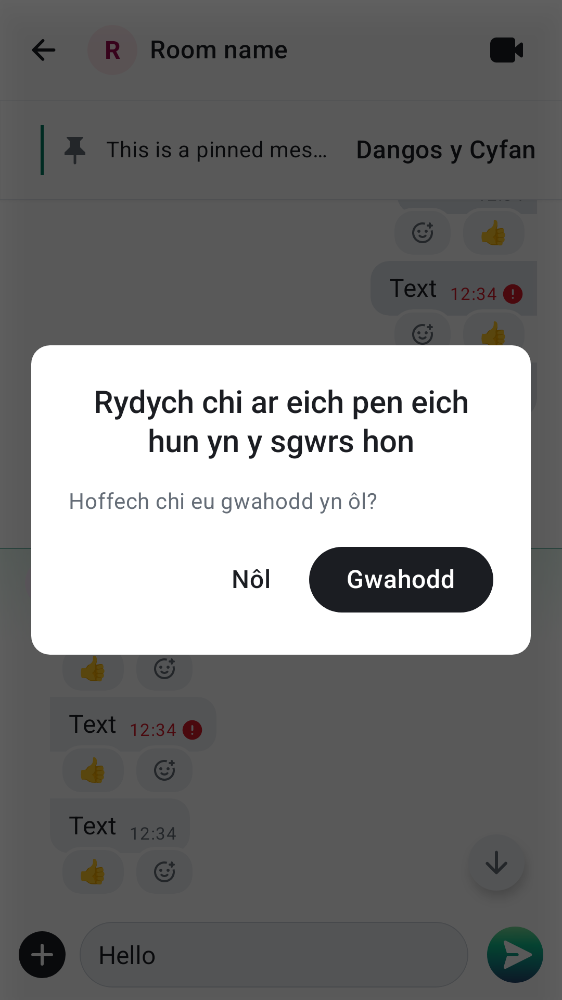 R Room name
This is a pinned mes… Dangos y Cyfan
Text 12:34
Rydych chi ar eich pen eich
hun yn y sgwrs hon
Hoffech chi eu gwahodd yn ôl?
Nôl Gwahodd
Text 12:34
Text 12:34
Hello